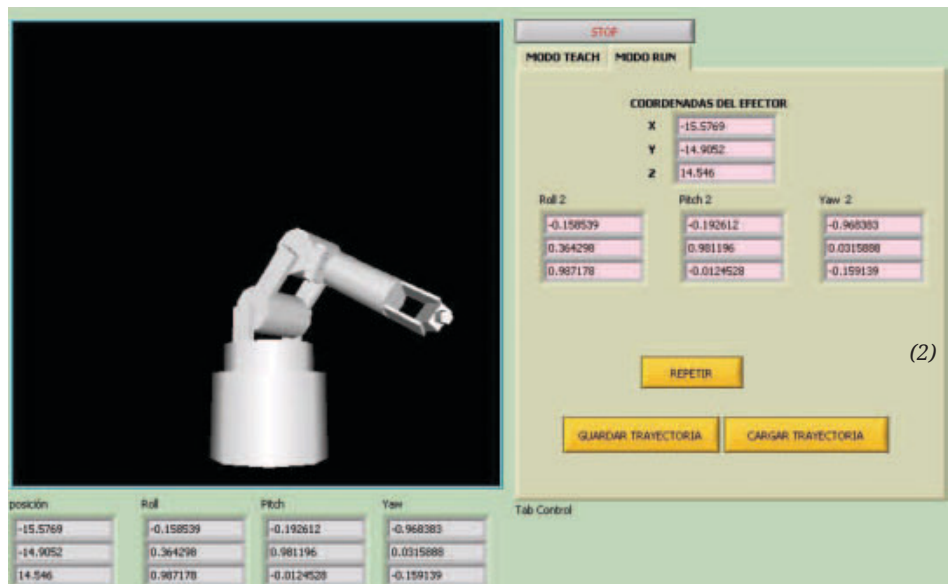 STOP
MODO TEACH MODO RUN
COORDENADAS DEL EFECTOR
X -15.5769
Y -14.9052
Z 14.546
Roll 2 Pitch 2 Yaw 2
-0.158539 -0.192612 -0.968383
0.364298 0.981196 0.0315888
0.987178 -0.0124528 -0.159139
(2)
REPETIR
GUARDAR TRAYECTORIA CARGAR TRAYECTORIA
Tab Control
posición Roll Pitch Yaw
-15.5769 -0.158539 -0.192612 -0.968383
-14.9052 0.364298 0.981196 0.0315888
14.546 0.987178 -0.0124528 -0.159139